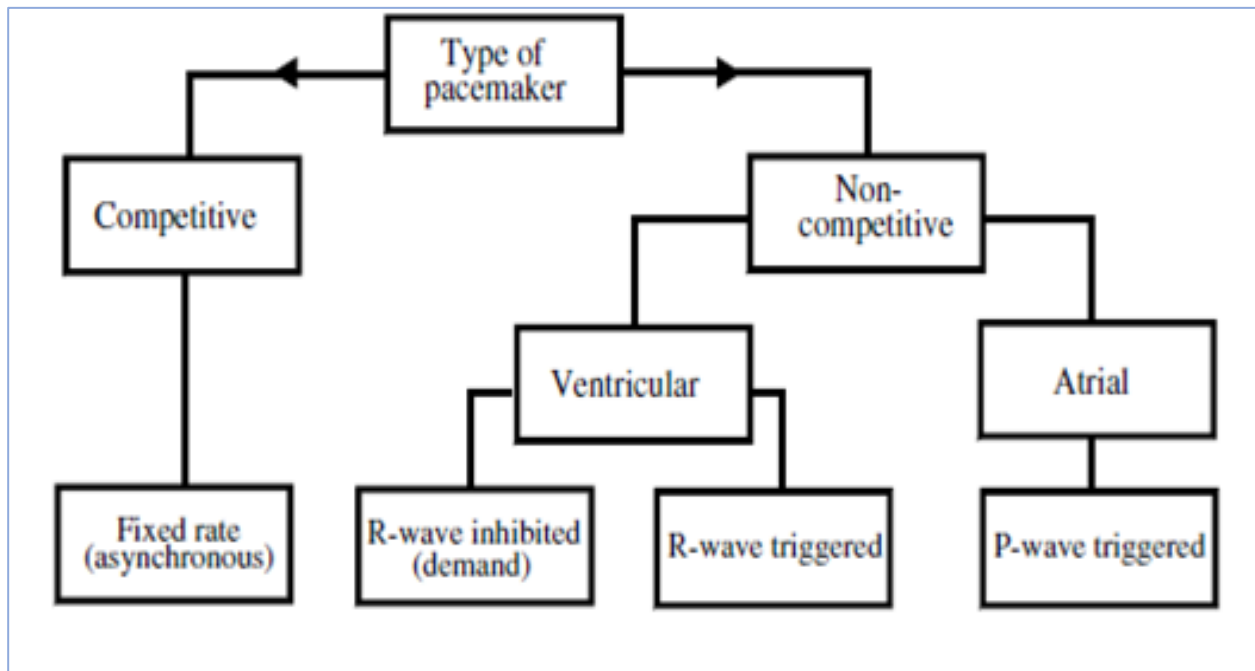 Type of
pacemaker
Competitive
Non-
competitive
Ventricular
Atrial
Fixed rate
(asynchronous)
R-wave inhibited
(demand)
R-wave triggered
P-wave triggered